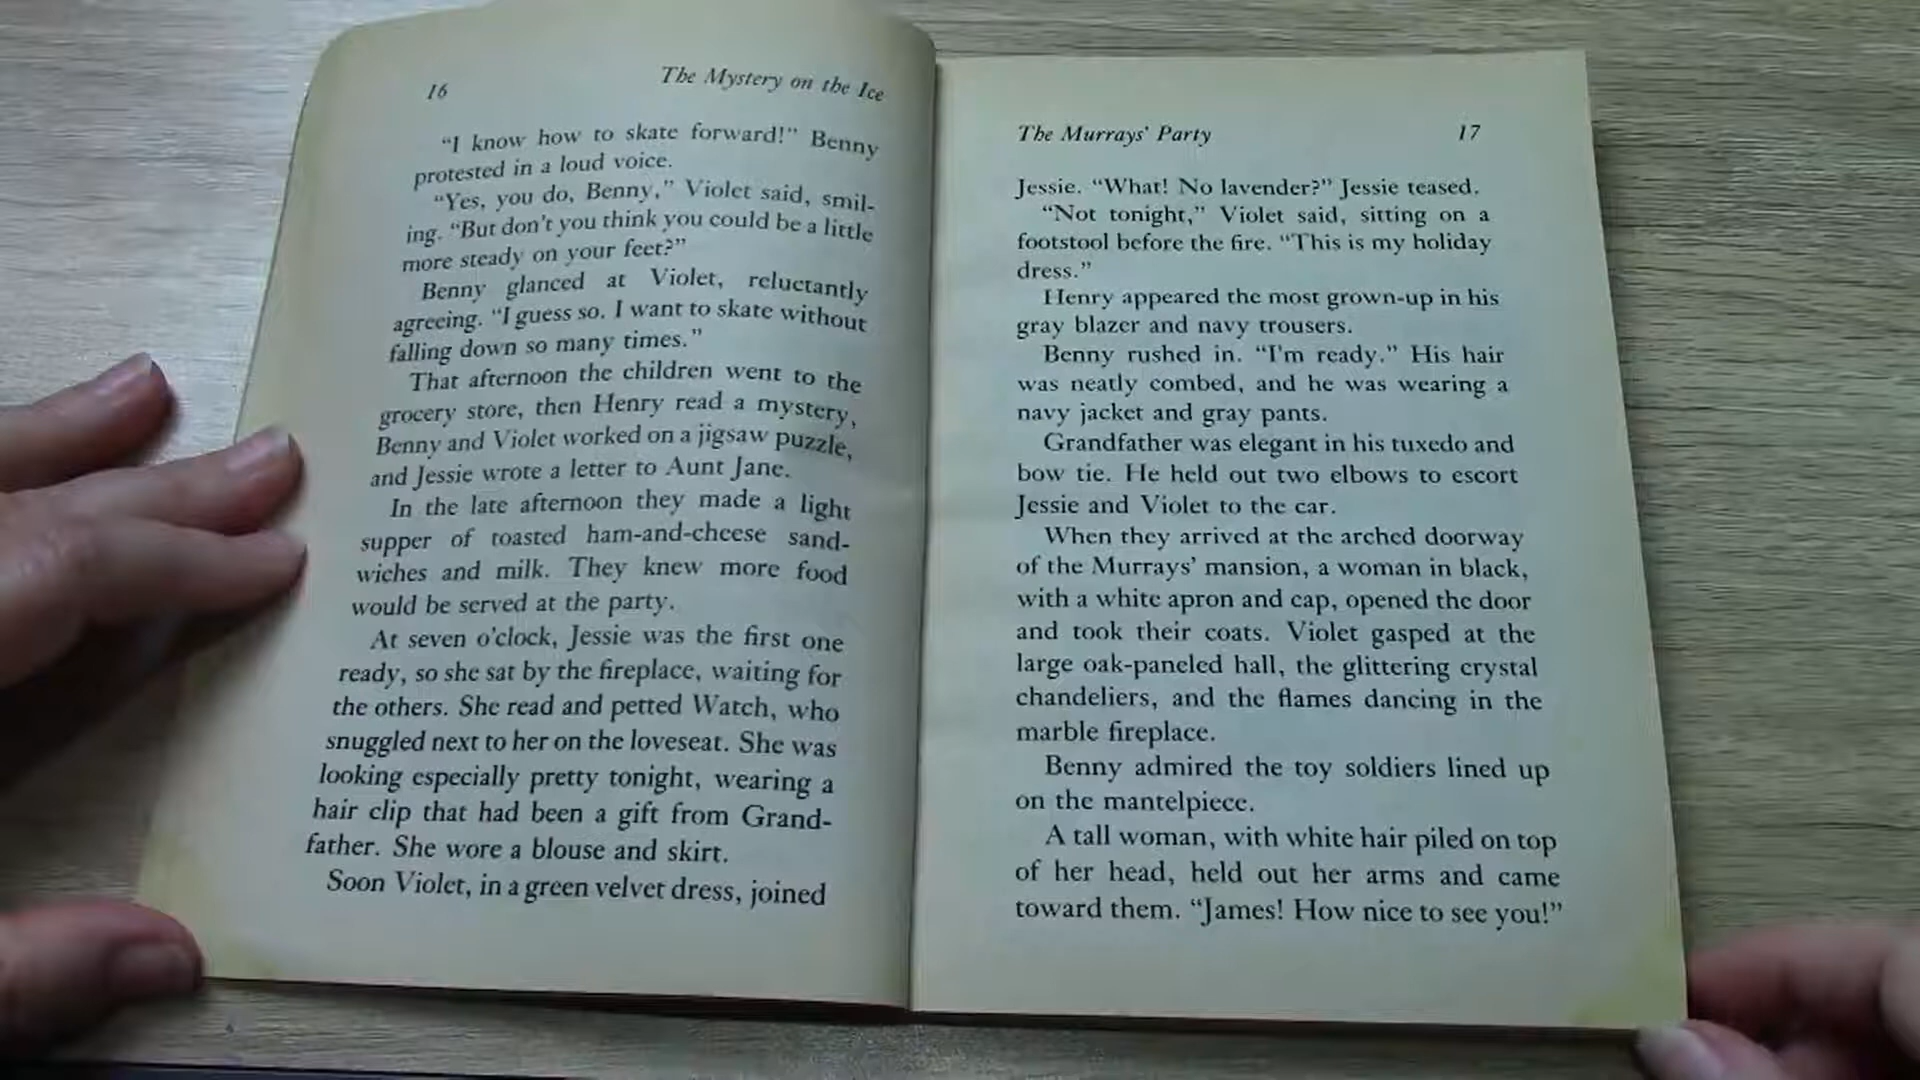 16
The Mystery on the Ice
“I know how to skate forward!” Benny
protested in a loud voice.
“Yes, you do, Benny,” Violet said, smil-
ing. “But don't you think you could be a little
more steady on your feet?”
Benny glanced at Violet, reluctantly
agreeing. “I guess so. I want to skate without
falling down so many times.”
That afternoon the children went to the
grocery store, then Henry read a mystery,
Benny and Violet worked on a jigsaw puzzle,
and Jessie wrote a letter to Aunt Jane.
In the late afternoon they made a light
supper of toasted ham-and-cheese sand-
wiches and milk. They knew more food
would be served at the party.
At seven o'clock, Jessie was the first one
ready, so she sat by the fireplace, waiting for
the others. She read and petted Watch, who
snuggled next to her on the loveseat. She was
looking especially pretty tonight, wearing a
hair clip that had been a gift from Grand-
father. She wore a blouse and skirt.
Soon Violet, in a green velvet dress, joined
The Murrays' Party
17
Jessie. “What! No lavender?” Jessie teased.
“Not tonight,” Violet said, sitting on a
footstool before the fire. “This is my holiday
dress.”
Henry appeared the most grown-up in his
gray blazer and navy trousers.
Benny rushed in. “I'm ready.” His hair
was neatly combed, and he was wearing a
navy jacket and gray pants.
Grandfather was elegant in his tuxedo and
bow tie. He held out two elbows to escort
Jessie and Violet to the car.
When they arrived at the arched doorway
of the Murrays' mansion, a woman in black,
with a white apron and cap, opened the door
and took their coats. Violet gasped at the
large oak-paneled hall, the glittering crystal
chandeliers, and the flames dancing in the
marble fireplace.
Benny admired the toy soldiers lined up
on the mantelpiece.
A tall woman, with white hair piled on top
of her head, held out her arms and came
toward them. “James! How nice to see you!”